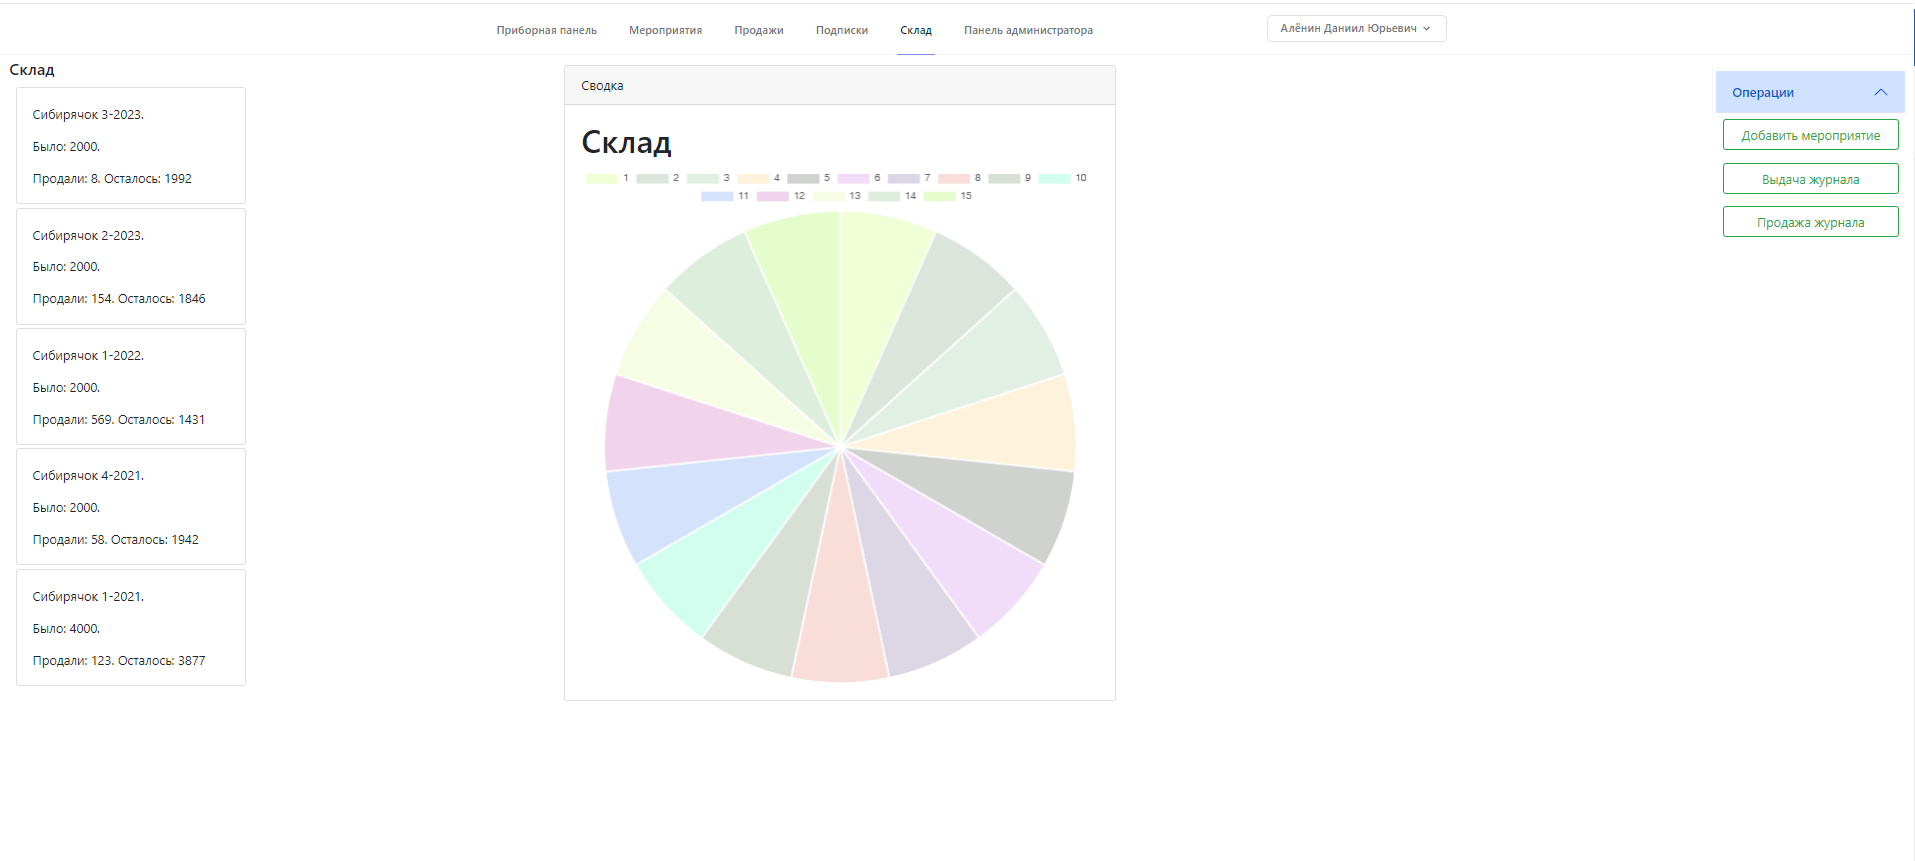 Приборная панель Мероприятия Продажи Подписки Склад Панель администратора Алёнин Даниил Юрьевич
Склад
Сибирячок 3-2023.
Было: 2000.
Продали: 8. Осталось: 1992
Сибирячок 2-2023.
Было: 2000.
Продали: 154. Осталось: 1846
Сибирячок 1-2022.
Было: 2000.
Продали: 569. Осталось: 1431
Сибирячок 4-2021.
Было: 2000.
Продали: 58. Осталось: 1942
Сибирячок 1-2021.
Было: 4000.
Продали: 123. Осталось: 3877
Сводка
Склад
1 2 3 4 5 6 7 8 9 10
11 12 13 14 15
Операции
Добавить мероприятие
Выдача журнала
Продажа журнала